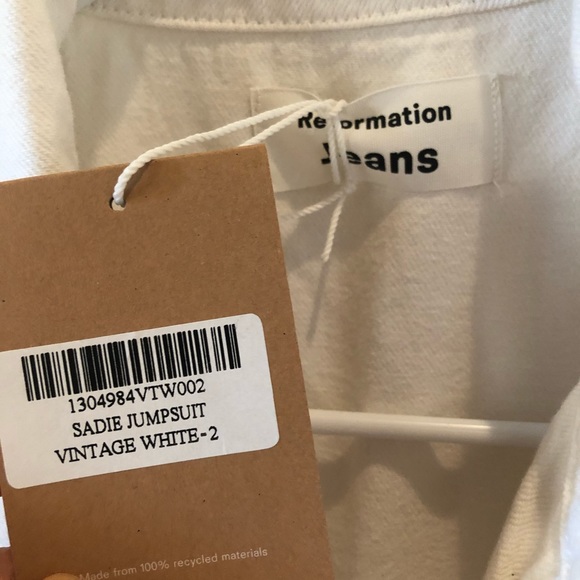 Reformation
Jeans
1304984VTW002
SADIE JUMPSUIT
VINTAGE WHITE-2
Made from 100% recycled materials